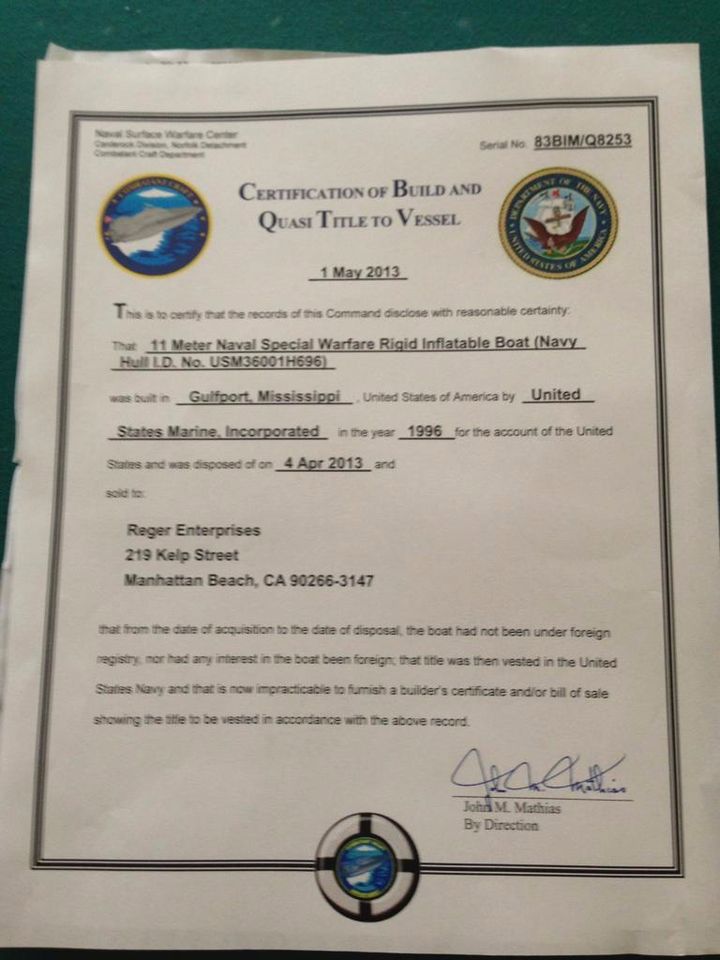 Naval Surface Warfare Center
Carderock Division, Norfolk Detachment
Combatant Craft Department
Serial No. 83BIM/Q8253
COMBATANT CRAFT
DEPARTMENT OF THE NAVY
UNITED STATES OF AMERICA
CERTIFICATION OF BUILD AND
QUASI TITLE TO VESSEL
1 May 2013
This is to certify that the records of this Command disclose with reasonable certainty:
That 11 Meter Naval Special Warfare Rigid Inflatable Boat (Navy
Hull I.D. No. USM36001H696)
was built in Gulfport, Mississippi , United States of America by United
States Marine, Incorporated in the year 1996 for the account of the United
States and was disposed of on 4 Apr 2013 and
sold to:
Reger Enterprises
219 Kelp Street
Manhattan Beach, CA 90266-3147
that from the date of acquisition to the date of disposal, the boat had not been under foreign
registry, nor had any interest in the boat been foreign; that title was then vested in the United
States Navy and that is now impracticable to furnish a builder's certificate and/or bill of sale
showing the title to be vested in accordance with the above record.
John M. Mathias
John M. Mathias
By Direction